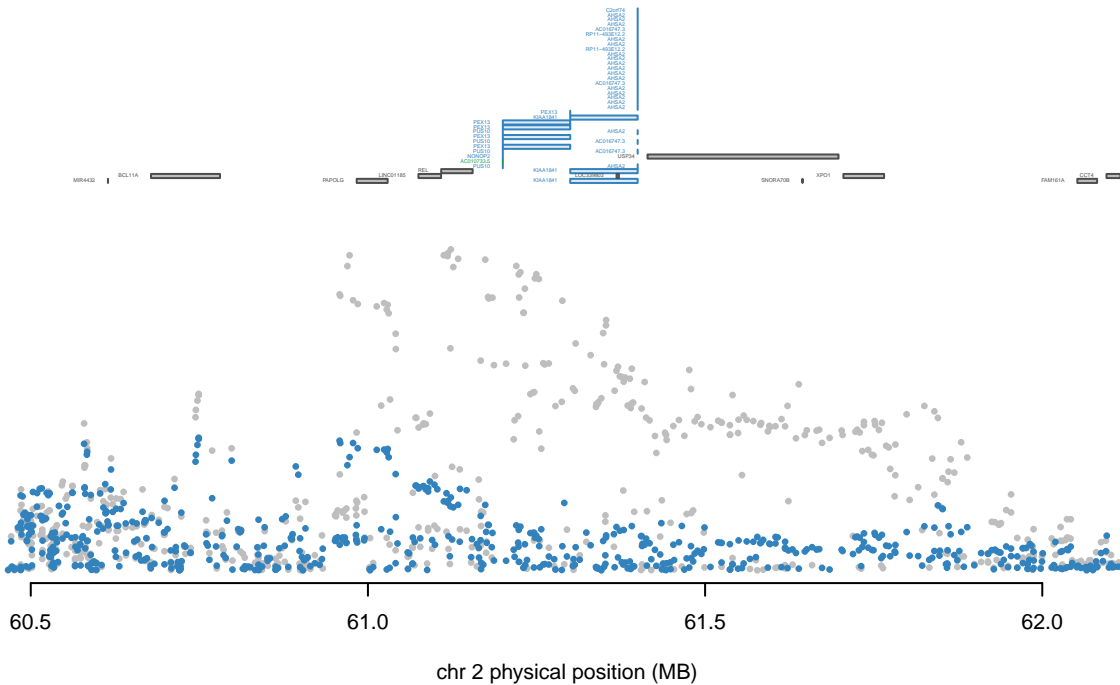 C2orf74
AHSA2
AHSA2
AHSA2
AC016747.3
RP11−493E12.2
AHSA2
AHSA2
RP11−493E12.2
AHSA2
AHSA2
AHSA2
AHSA2
AHSA2
AHSA2
AC016747.3
AHSA2
AHSA2
AHSA2
AHSA2
AHSA2
PEX13
KIAA1841
PEX13
PEX13
PUS10
AHSA2
PEX13
PUS10
AC016747.3
PEX13
PUS10
AC016747.3
NONOP2
USP34
AC010733.5
PUS10
AHSA2
REL
KIAA1841
BCL11A
LINC01185
XPO1
CCT4
MIR4432
PAPOLG
KIAA1841
SNORA70B
FAM161A
60.5
61.0
61.5
62.0
chr 2 physical position (MB)